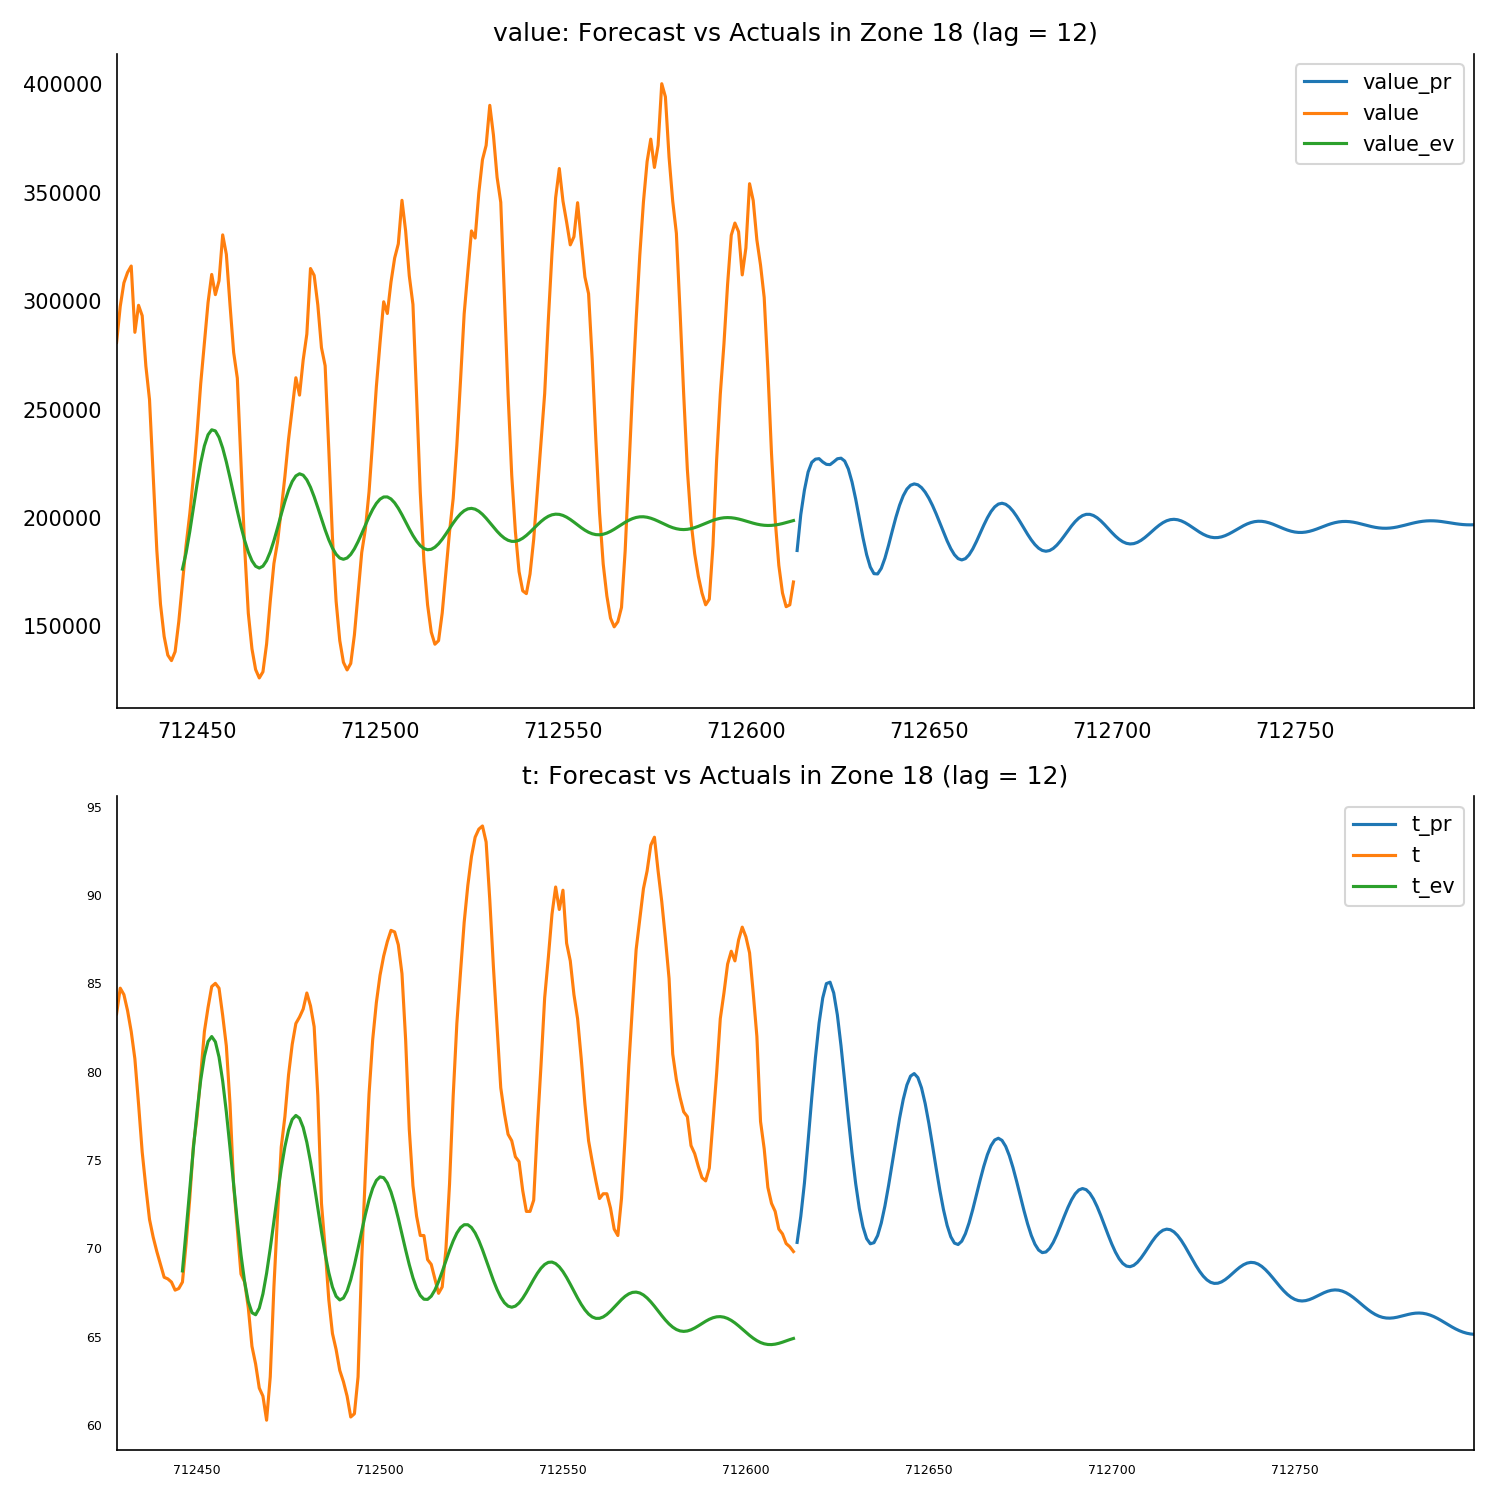 value: Forecast vs Actuals in Zone 18 (lag = 12)
400000
350000
300000
250000
200000
150000
value_pr
value
value_ev
712450 712500 712550 712600 712650 712700 712750
t: Forecast vs Actuals in Zone 18 (lag = 12)
95
90
85
80
75
70
65
60
t_pr
t
t_ev
712450 712500 712550 712600 712650 712700 712750